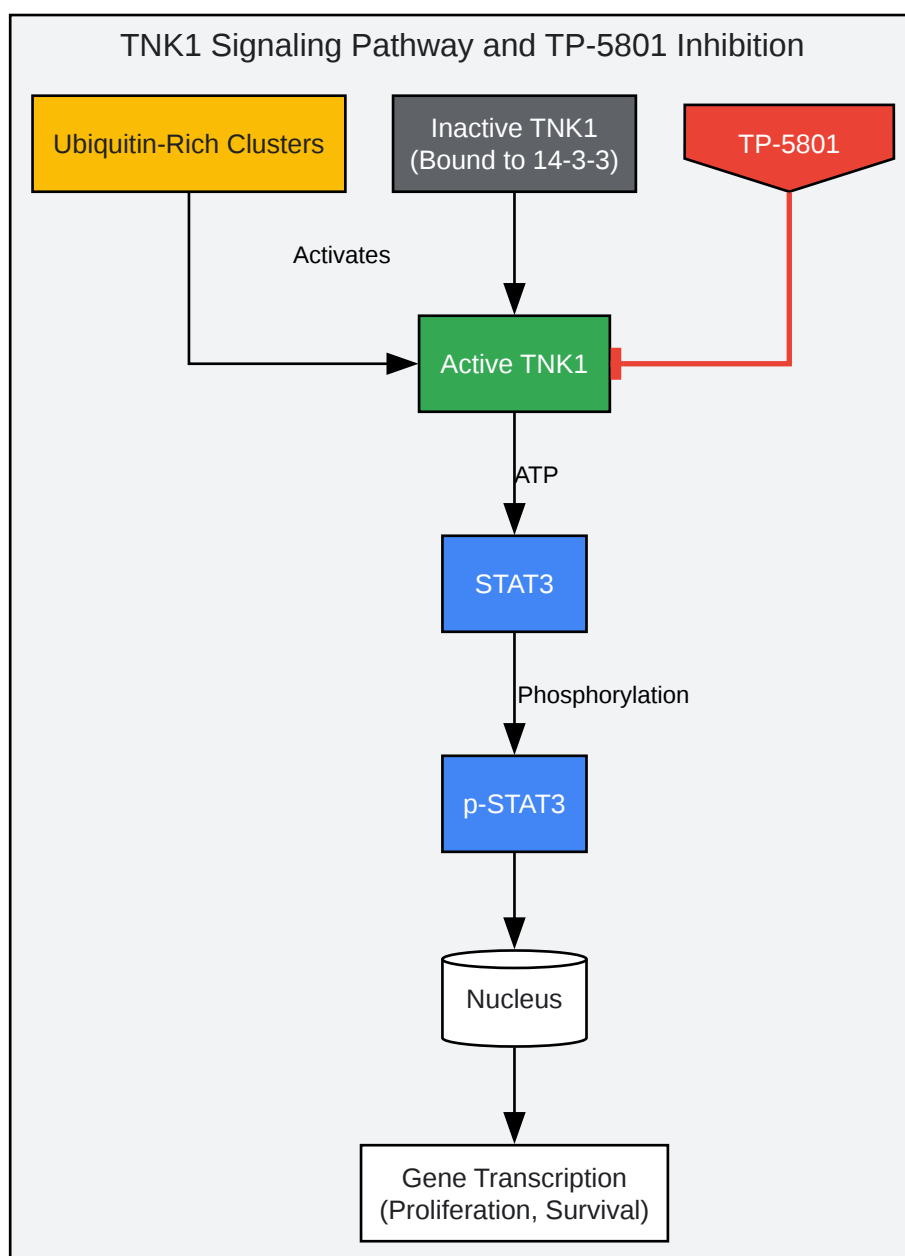 TNK1 Signaling Pathway and TP-5801 Inhibition
Ubiquitin-Rich Clusters
Inactive TNK1
(Bound to 14-3-3)
TP-5801
Activates
Active TNK1
ATP
STAT3
Phosphorylation
p-STAT3
Nucleus
Gene Transcription
(Proliferation, Survival)